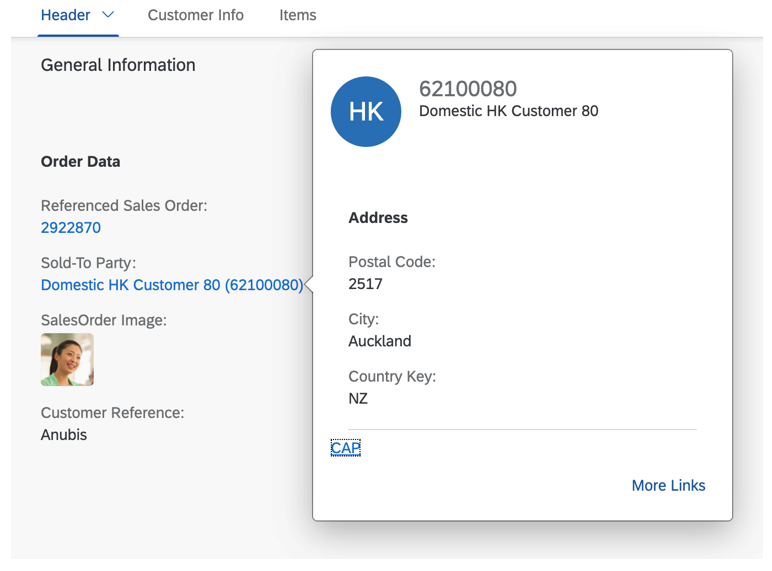 Header
Customer Info
Items
General Information
Order Data
Referenced Sales Order:
2922870
Sold-To Party:
Domestic HK Customer 80 (62100080)
SalesOrder Image:
Customer Reference:
Anubis
HK
62100080
Domestic HK Customer 80
Address
Postal Code:
2517
City:
Auckland
Country Key:
NZ
CAP
More Links